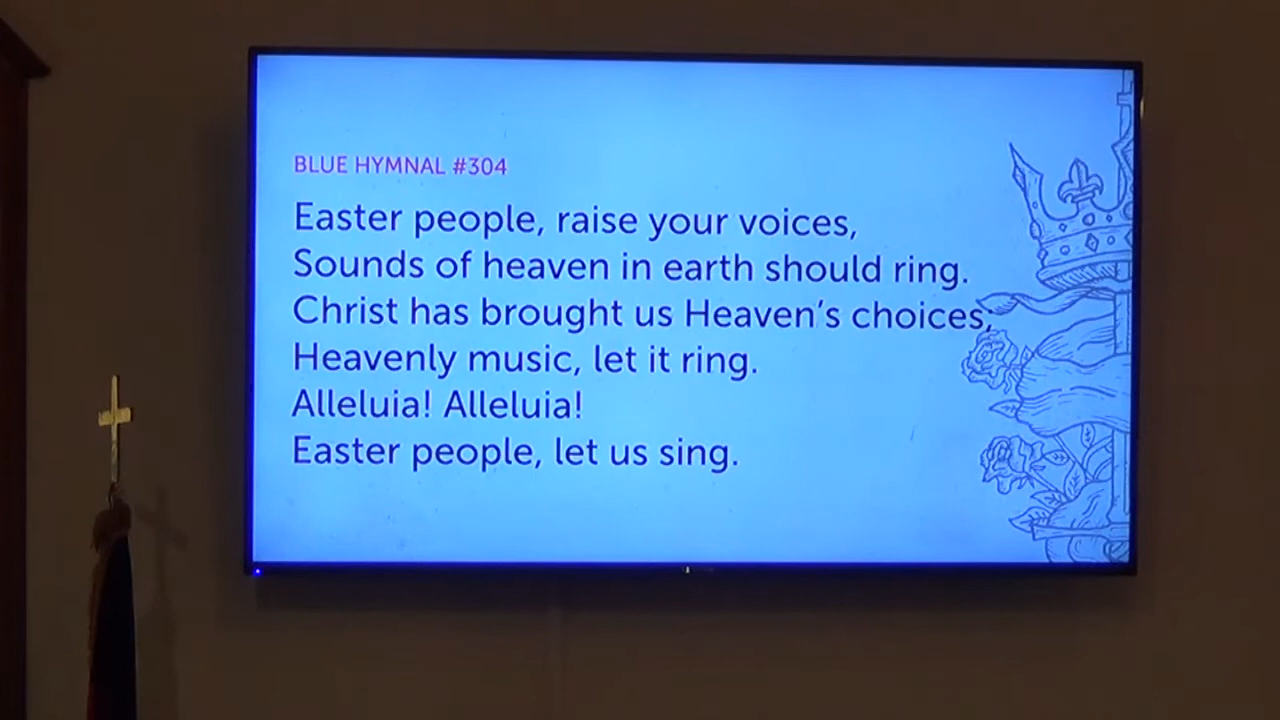 BLUE HYMNAL #304
Easter people, raise your voices,
Sounds of heaven in earth should ring.
Christ has brought us Heaven's choices;
Heavenly music, let it ring.
Alleluia! Alleluia!
Easter people, let us sing.